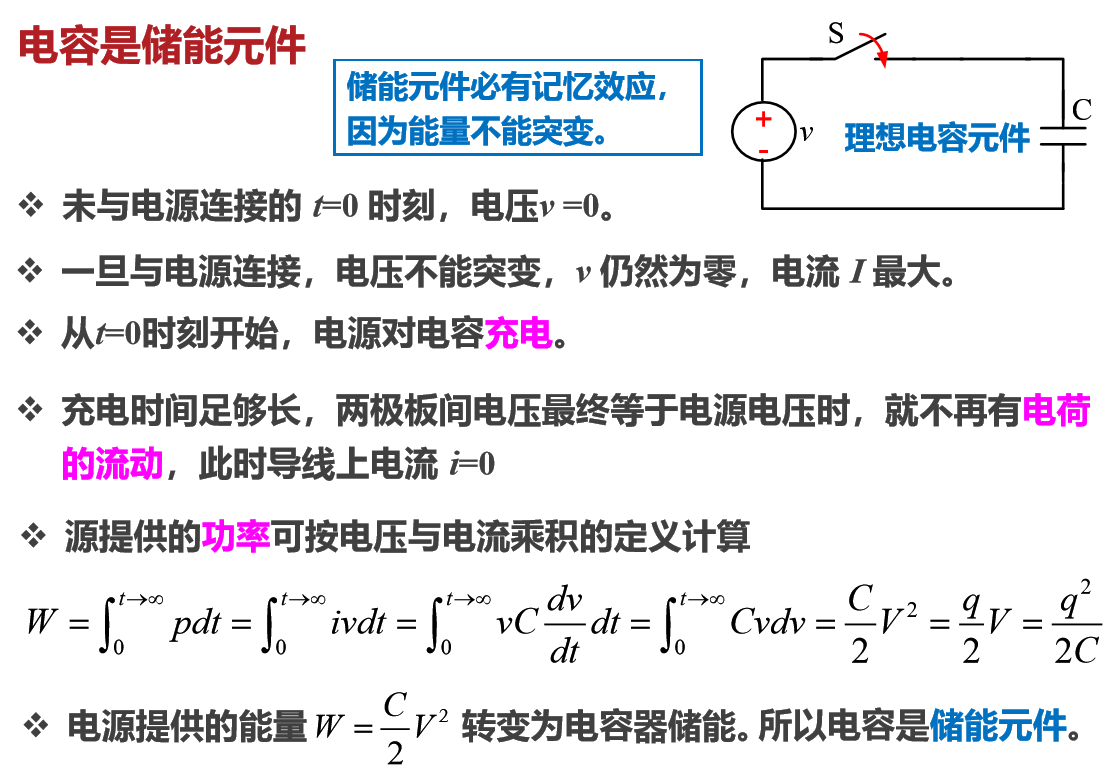 电容是储能元件
储能元件必有记忆效应，
因为能量不能突变。
S
+
-
v
理想电容元件
C
❖ 未与电源连接的 t=0 时刻，电压v =0。
❖ 一旦与电源连接，电压不能突变，v 仍然为零，电流 I 最大。
❖ 从t=0时刻开始，电源对电容充电。
❖ 充电时间足够长，两极板间电压最终等于电源电压时，就不再有电荷
的流动，此时导线上电流 i=0
❖ 源提供的功率可按电压与电流乘积的定义计算
W = ∫₀^{t→∞} pdt = ∫₀^{t→∞} ivdt = ∫₀^{t→∞} vC dv/dt dt = ∫₀^{t→∞} Cvdv = C/2 V² = q/2 V = q²/2C
❖ 电源提供的能量 W = C/2 V² 转变为电容器储能。所以电容是储能元件。